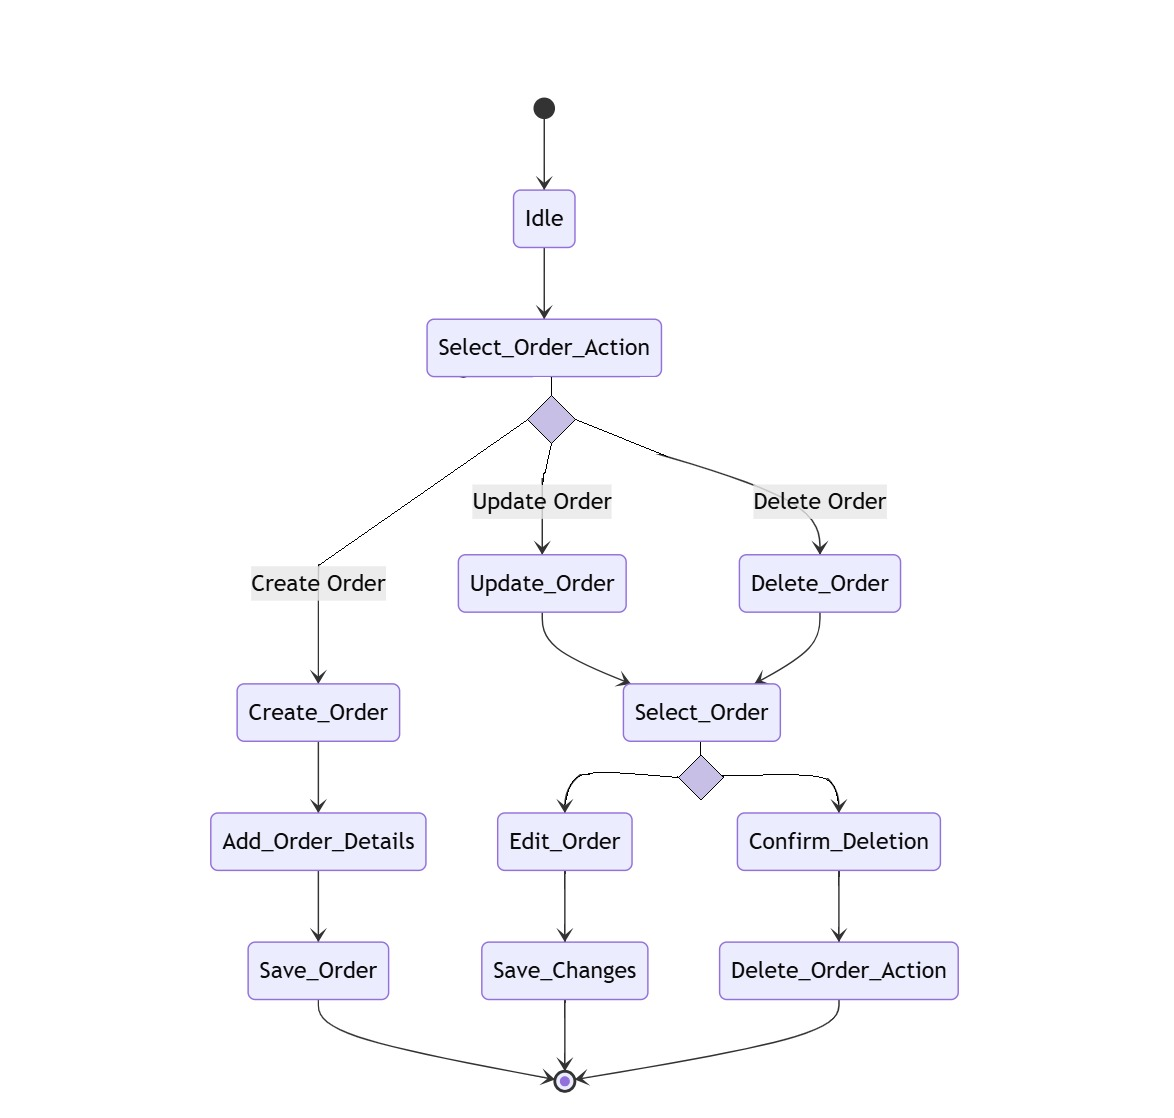 Idle
Select_Order_Action
Update Order
Delete Order
Create Order
Update_Order
Delete_Order
Create_Order
Select_Order
Add_Order_Details
Edit_Order
Confirm_Deletion
Save_Order
Save_Changes
Delete_Order_Action